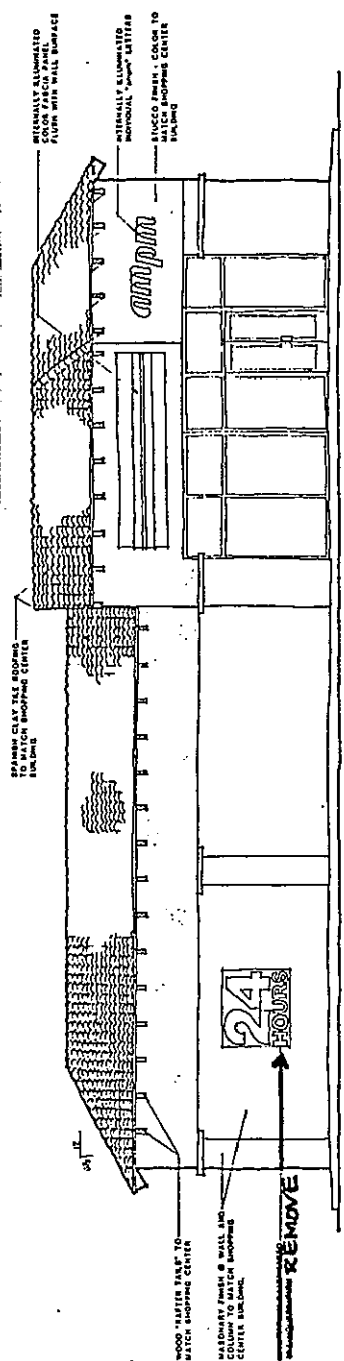 INTERNALLY ILLUMINATED
COLOR FASCIA PANEL
FLUSH WITH WALL SURFACE
INTERNALLY ILLUMINATED
INDIVIDUAL "ampm" LETTERS
STUCCO FINISH & COLOR TO
MATCH SHOPPING CENTER
BUILDING
ampm
SPANISH CLAY TILE ROOFING
TO MATCH SHOPPING CENTER
BUILDING
12
24
HOURS
WOOD "RAFTER TAILS" TO
MATCH SHOPPING CENTER
MASONARY FINISH @ WALL AND
COLUMN TO MATCH SHOPPING
CENTER BUILDING.
REMOVE